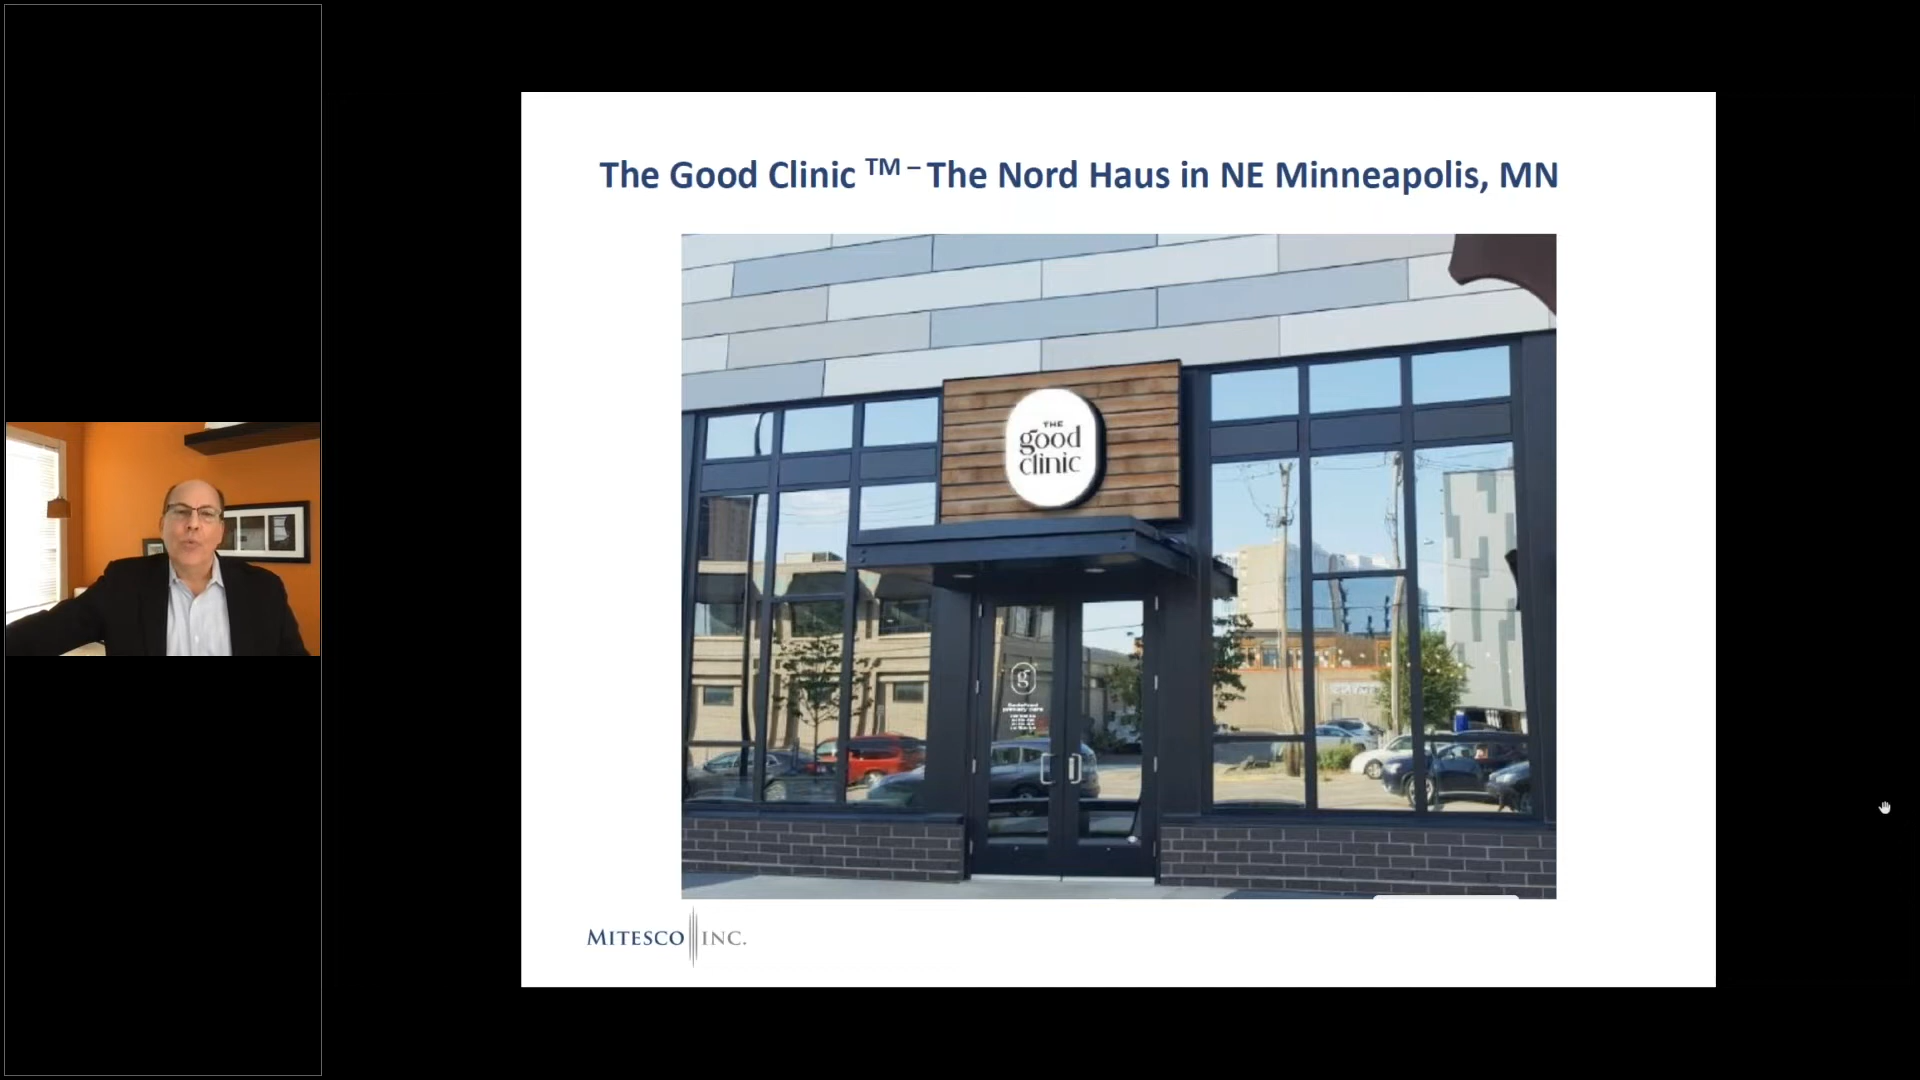 The Good Clinic TM – The Nord Haus in NE Minneapolis, MN
THE
good
clinic
g
MITESCO INC.